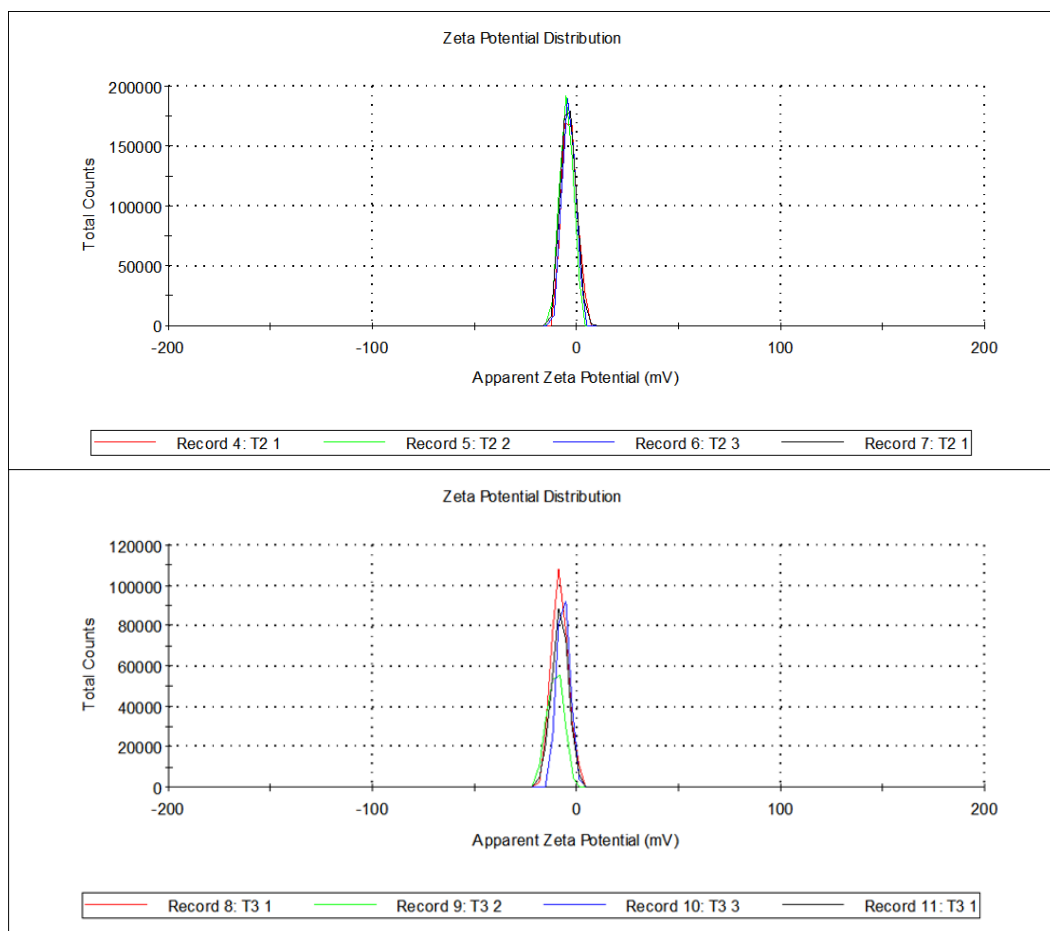 Zeta Potential Distribution
200000
150000
100000
50000
0
Total Counts
-200 -100 0 100 200
Apparent Zeta Potential (mV)
Record 4: T2 1 Record 5: T2 2 Record 6: T2 3 Record 7: T2 1
Zeta Potential Distribution
120000
100000
80000
60000
40000
20000
0
Total Counts
-200 -100 0 100 200
Apparent Zeta Potential (mV)
Record 8: T3 1 Record 9: T3 2 Record 10: T3 3 Record 11: T3 1